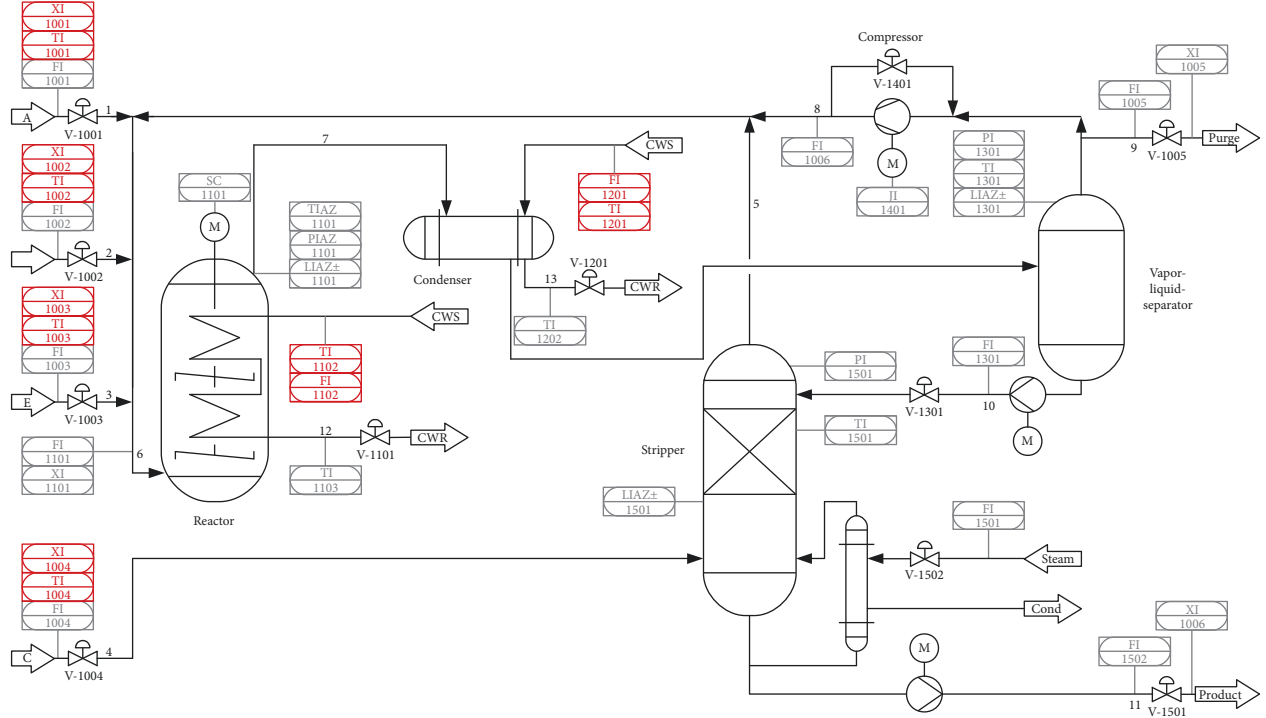 XI
1001
TI
1001
FI
1001
A
V-1001
1
XI
1002
TI
1002
FI
1002
V-1002
2
XI
1003
TI
1003
FI
1003
E
V-1003
3
FI
1101
XI
1101
6
XI
1004
TI
1004
FI
1004
C
V-1004
4
SC
1101
M
7
TIAZ
1101
PIAZ
1101
LIAZ±
1101
Reactor
CWS
TI
1102
FI
1102
12
V-1101
CWR
TI
1103
CWS
FI
1201
TI
1201
Condenser
V-1201
13
CWR
TI
1202
Compressor
V-1401
8
FI
1006
M
JI
1401
5
PI
1301
TI
1301
LIAZ±
1301
XI
1005
FI
1005
9
V-1005
Purge
Vapor-
liquid-
separator
FI
1301
V-1301
10
M
PI
1501
TI
1501
Stripper
LIAZ±
1501
FI
1501
V-1502
Steam
Cond
M
XI
1006
FI
1502
11
V-1501
Product